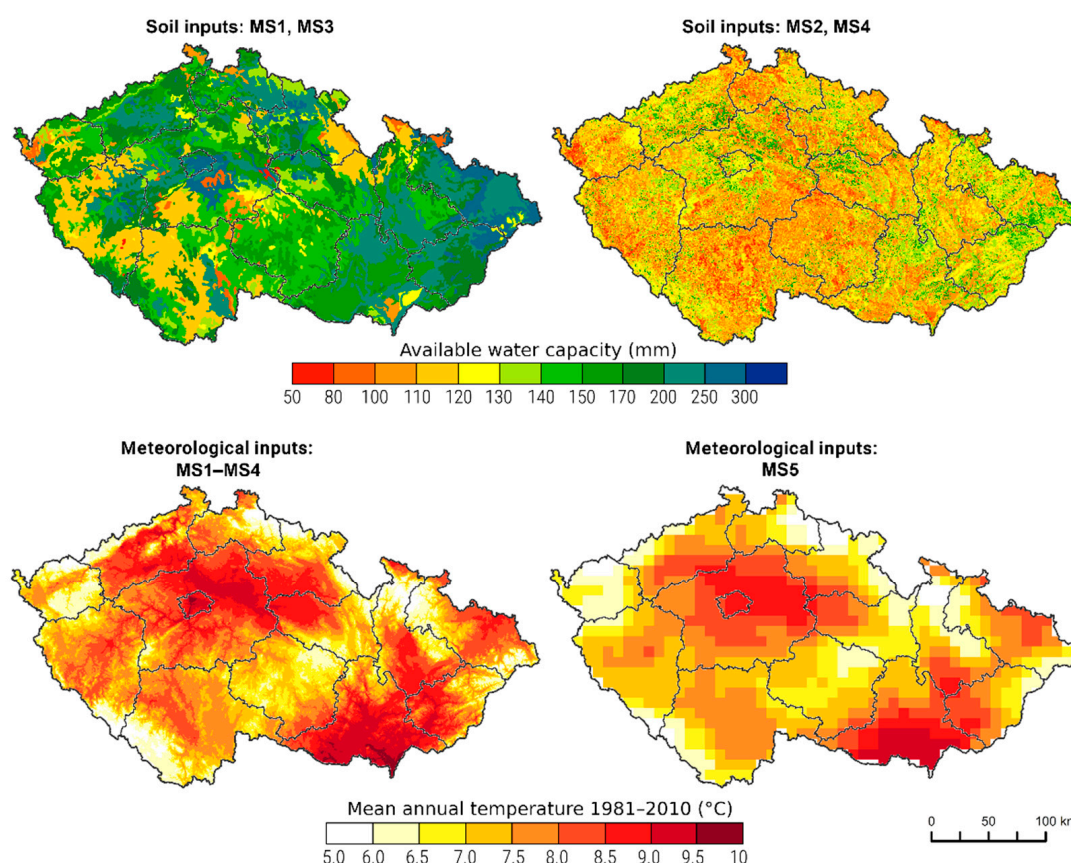 Soil inputs: MS1, MS3
Soil inputs: MS2, MS4
Available water capacity (mm)
50 80 100 110 120 130 140 150 170 200 250 300
Meteorological inputs:
MS1–MS4
Meteorological inputs:
MS5
Mean annual temperature 1981–2010 (°C)
5.0 6.0 6.5 7.0 7.5 8.0 8.5 9.0 9.5 10
0 50 100 km